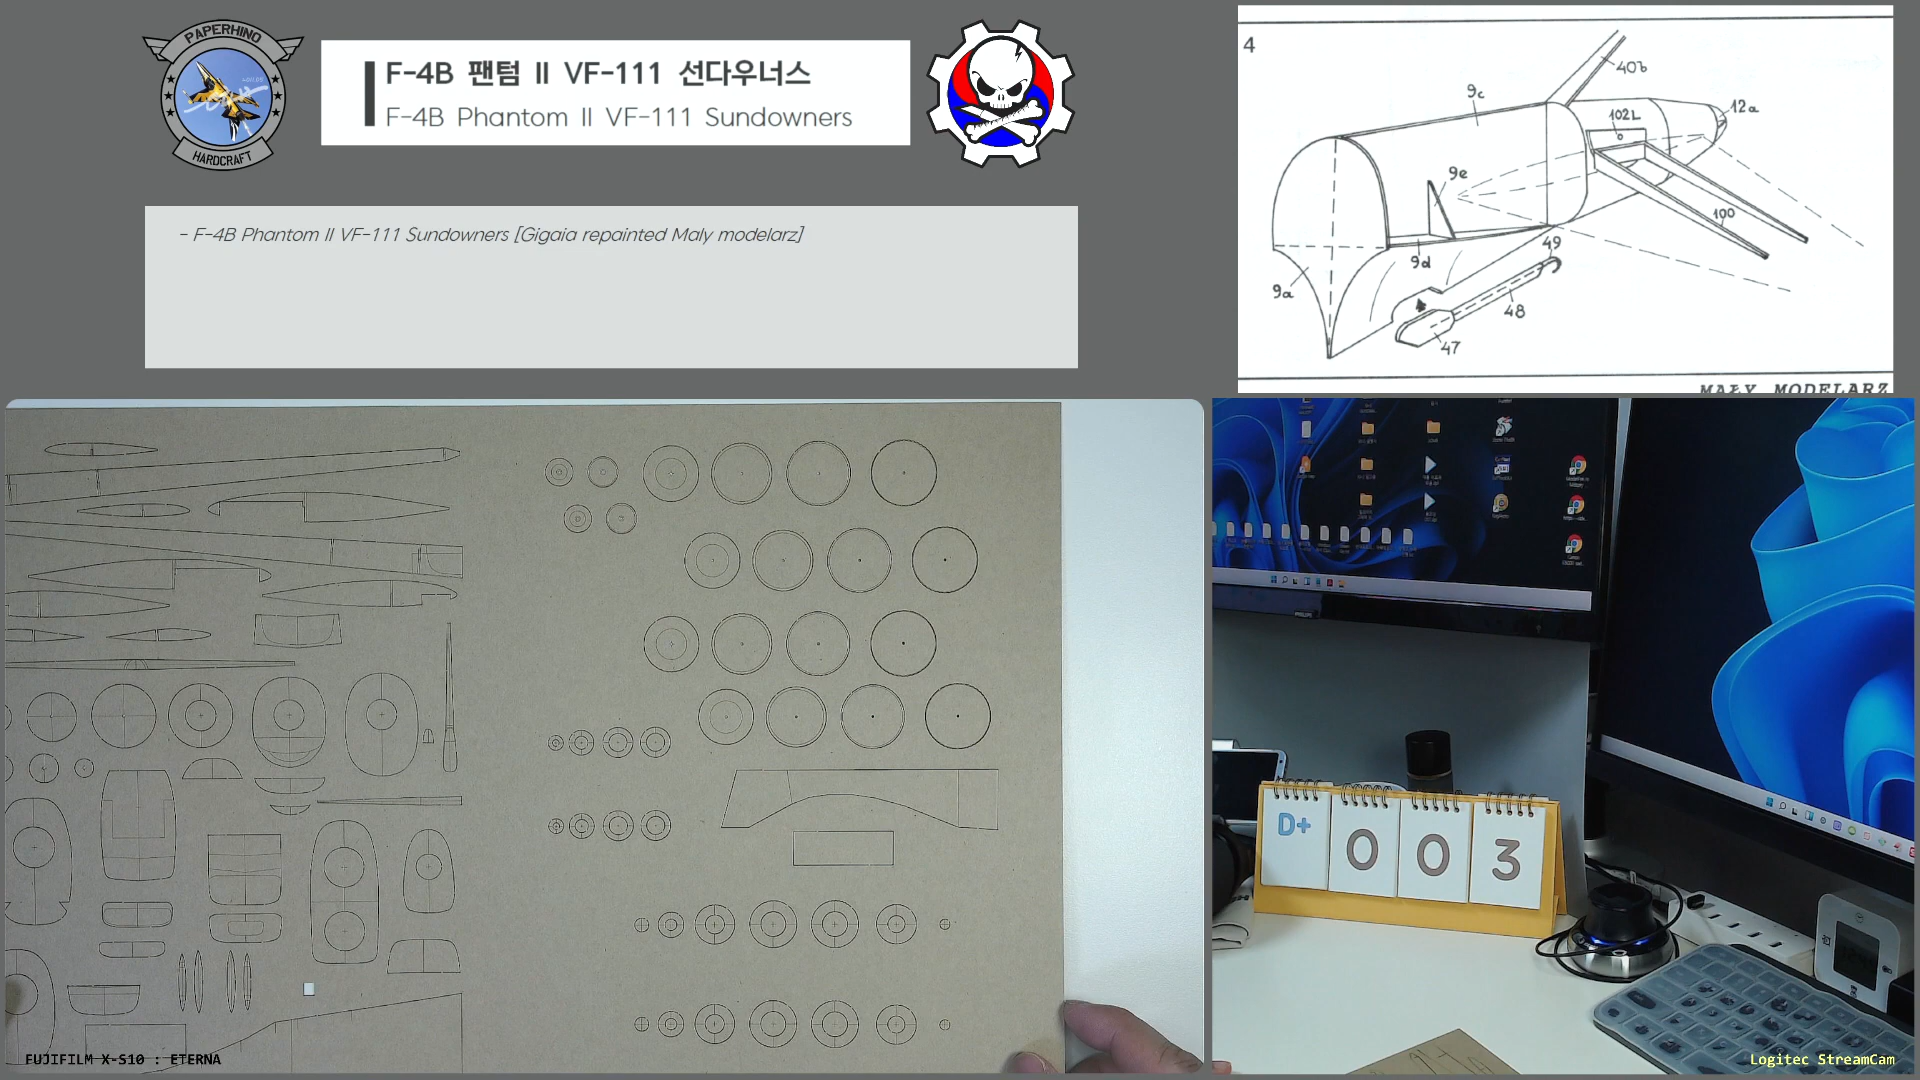 PAPERHINO
HARDCRAFT
F-4B 팬텀 II VF-111 선다우너스
F-4B Phantom II VF-111 Sundowners
- F-4B Phantom II VF-111 Sundowners [Gigaia repainted Maly modelarz]
4
40b
9c
12a
102L
9e
100
49
9d
9a
48
47
MAŁY MODELARZ
PHILIPS
D+ 0 0 3
FUJIFILM X-S10 : ETERNA
Logitec StreamCam